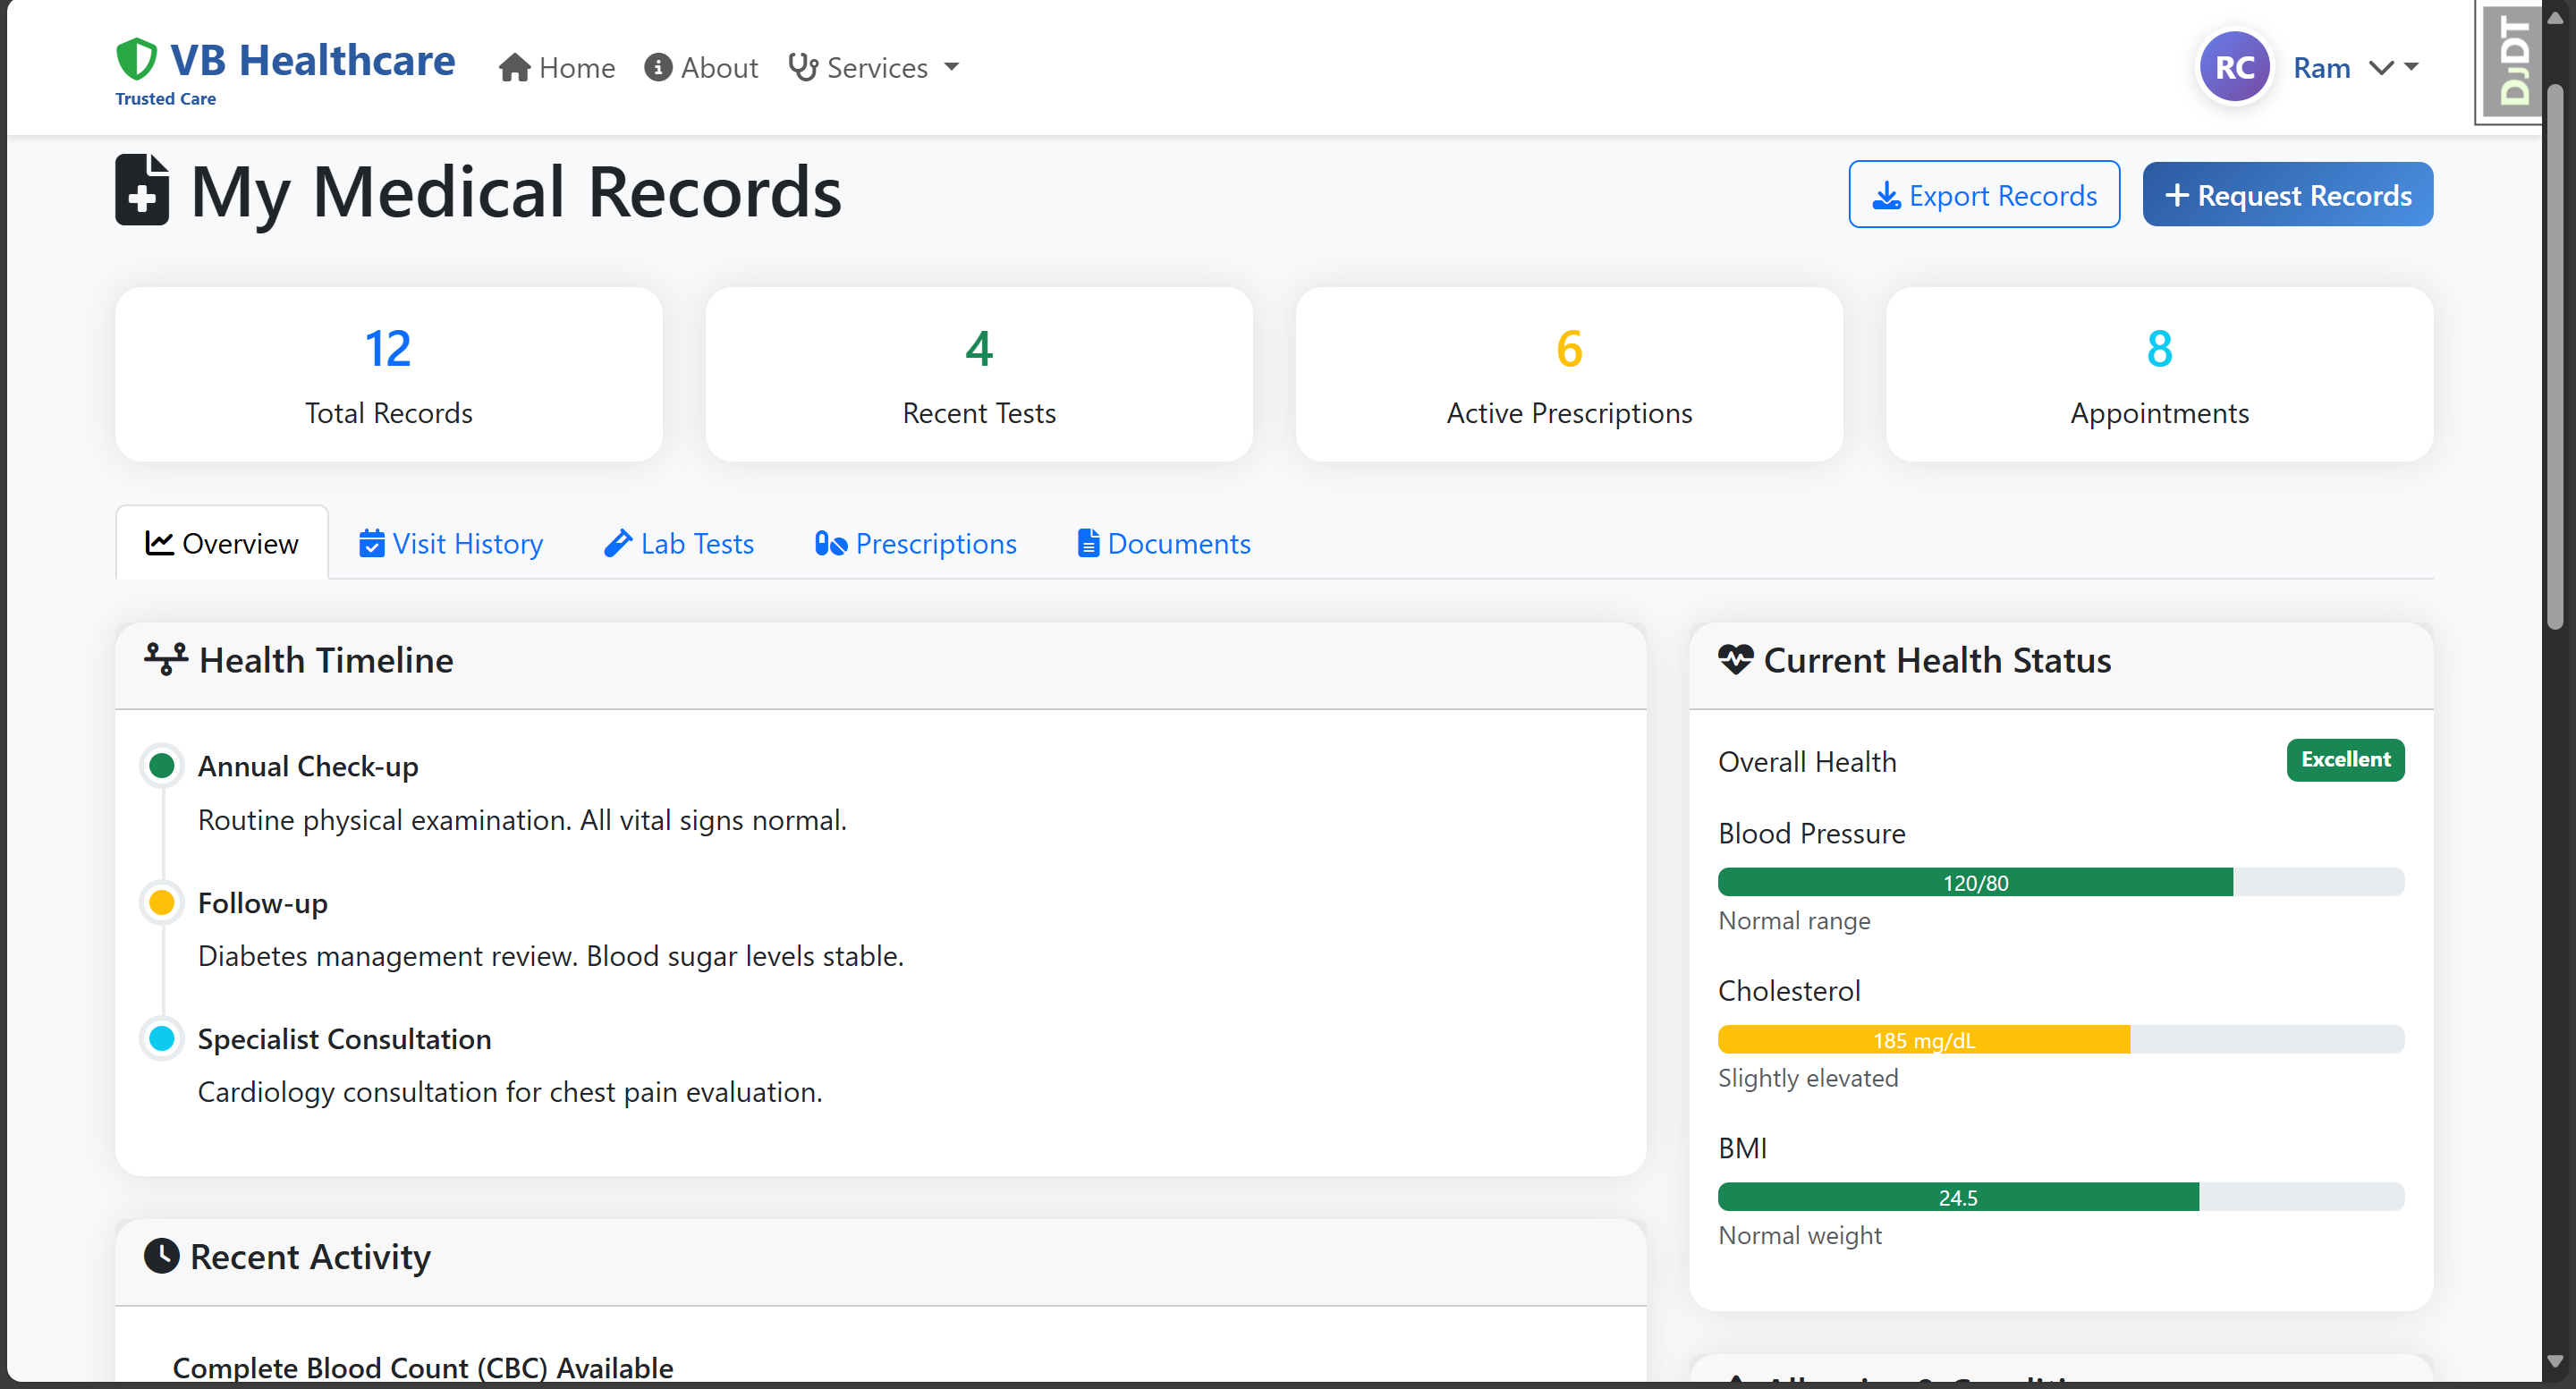 VB Healthcare
Trusted Care
Home
About
Services
RC
Ram
DJDT
My Medical Records
Export Records
Request Records
12
Total Records
4
Recent Tests
6
Active Prescriptions
8
Appointments
Overview
Visit History
Lab Tests
Prescriptions
Documents
Health Timeline
Annual Check-up
Routine physical examination. All vital signs normal.
Follow-up
Diabetes management review. Blood sugar levels stable.
Specialist Consultation
Cardiology consultation for chest pain evaluation.
Recent Activity
Complete Blood Count (CBC) Available
Current Health Status
Overall Health
Excellent
Blood Pressure
120/80
Normal range
Cholesterol
185 mg/dL
Slightly elevated
BMI
24.5
Normal weight